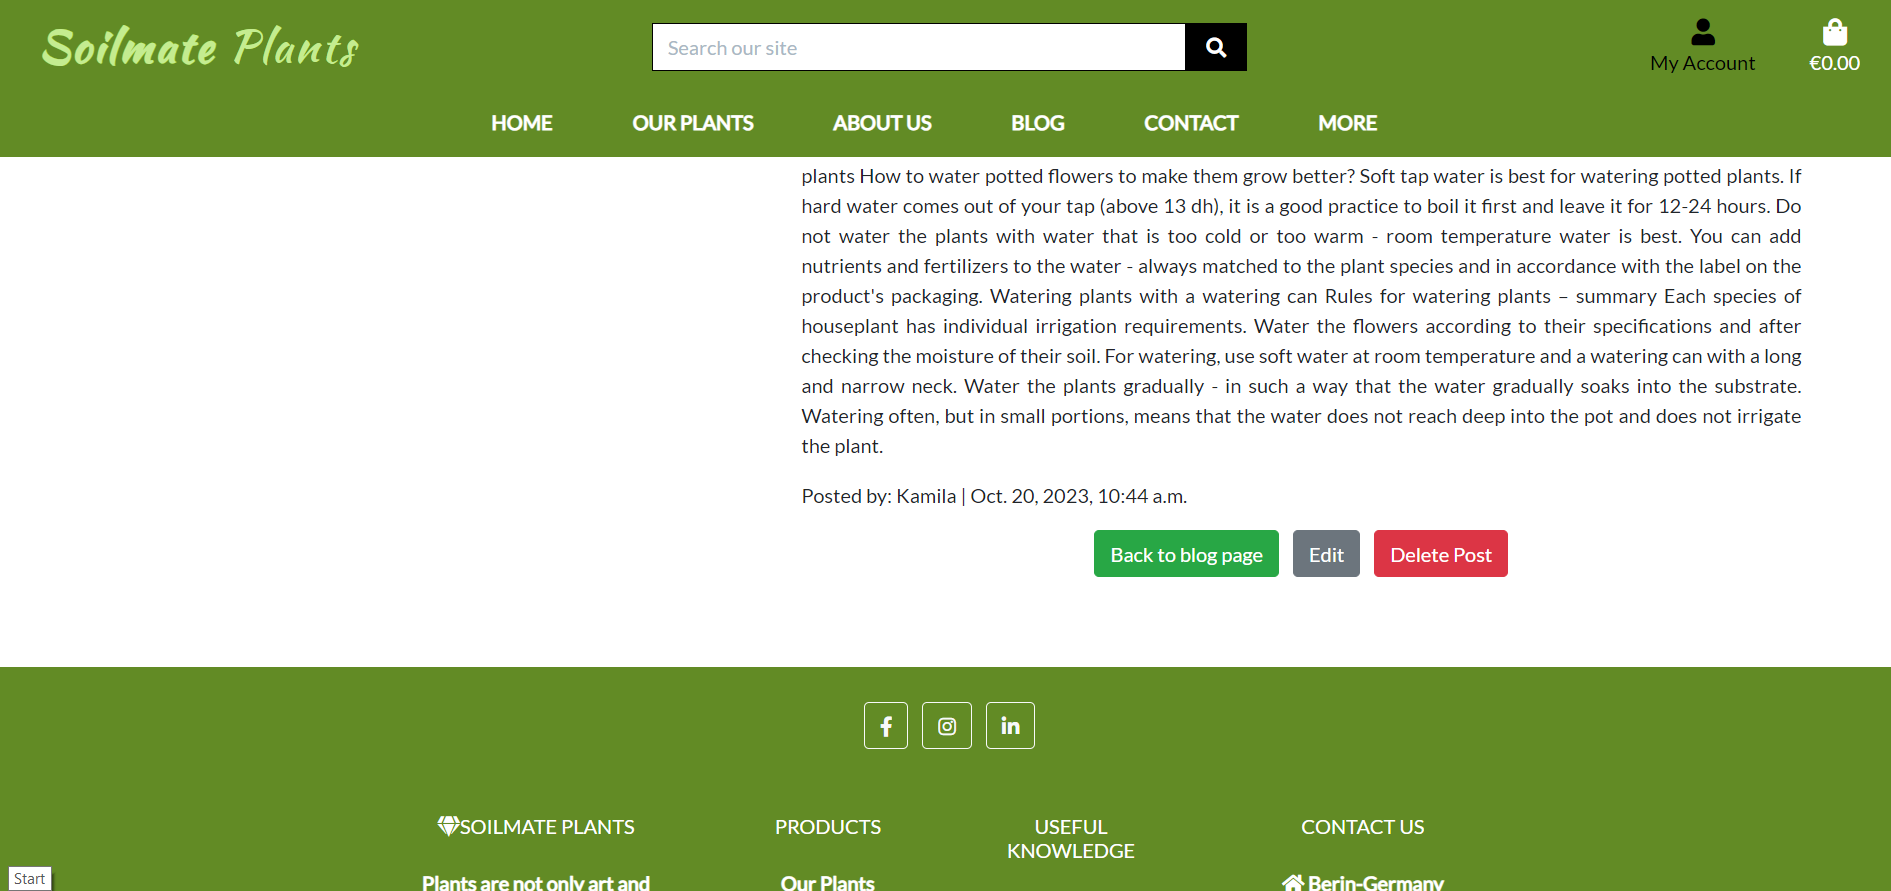 Soilmate Plants
Search our site
My Account
€0.00
HOME
OUR PLANTS
ABOUT US
BLOG
CONTACT
MORE
plants How to water potted flowers to make them grow better? Soft tap water is best for watering potted plants. If
hard water comes out of your tap (above 13 dh), it is a good practice to boil it first and leave it for 12-24 hours. Do
not water the plants with water that is too cold or too warm - room temperature water is best. You can add
nutrients and fertilizers to the water - always matched to the plant species and in accordance with the label on the
product's packaging. Watering plants with a watering can Rules for watering plants – summary Each species of
houseplant has individual irrigation requirements. Water the flowers according to their specifications and after
checking the moisture of their soil. For watering, use soft water at room temperature and a watering can with a long
and narrow neck. Water the plants gradually - in such a way that the water gradually soaks into the substrate.
Watering often, but in small portions, means that the water does not reach deep into the pot and does not irrigate
the plant.
Posted by: Kamila | Oct. 20, 2023, 10:44 a.m.
Back to blog page
Edit
Delete Post
SOILMATE PLANTS
Plants are not only art and
PRODUCTS
Our Plants
USEFUL
KNOWLEDGE
CONTACT US
Berin-Germany
Start